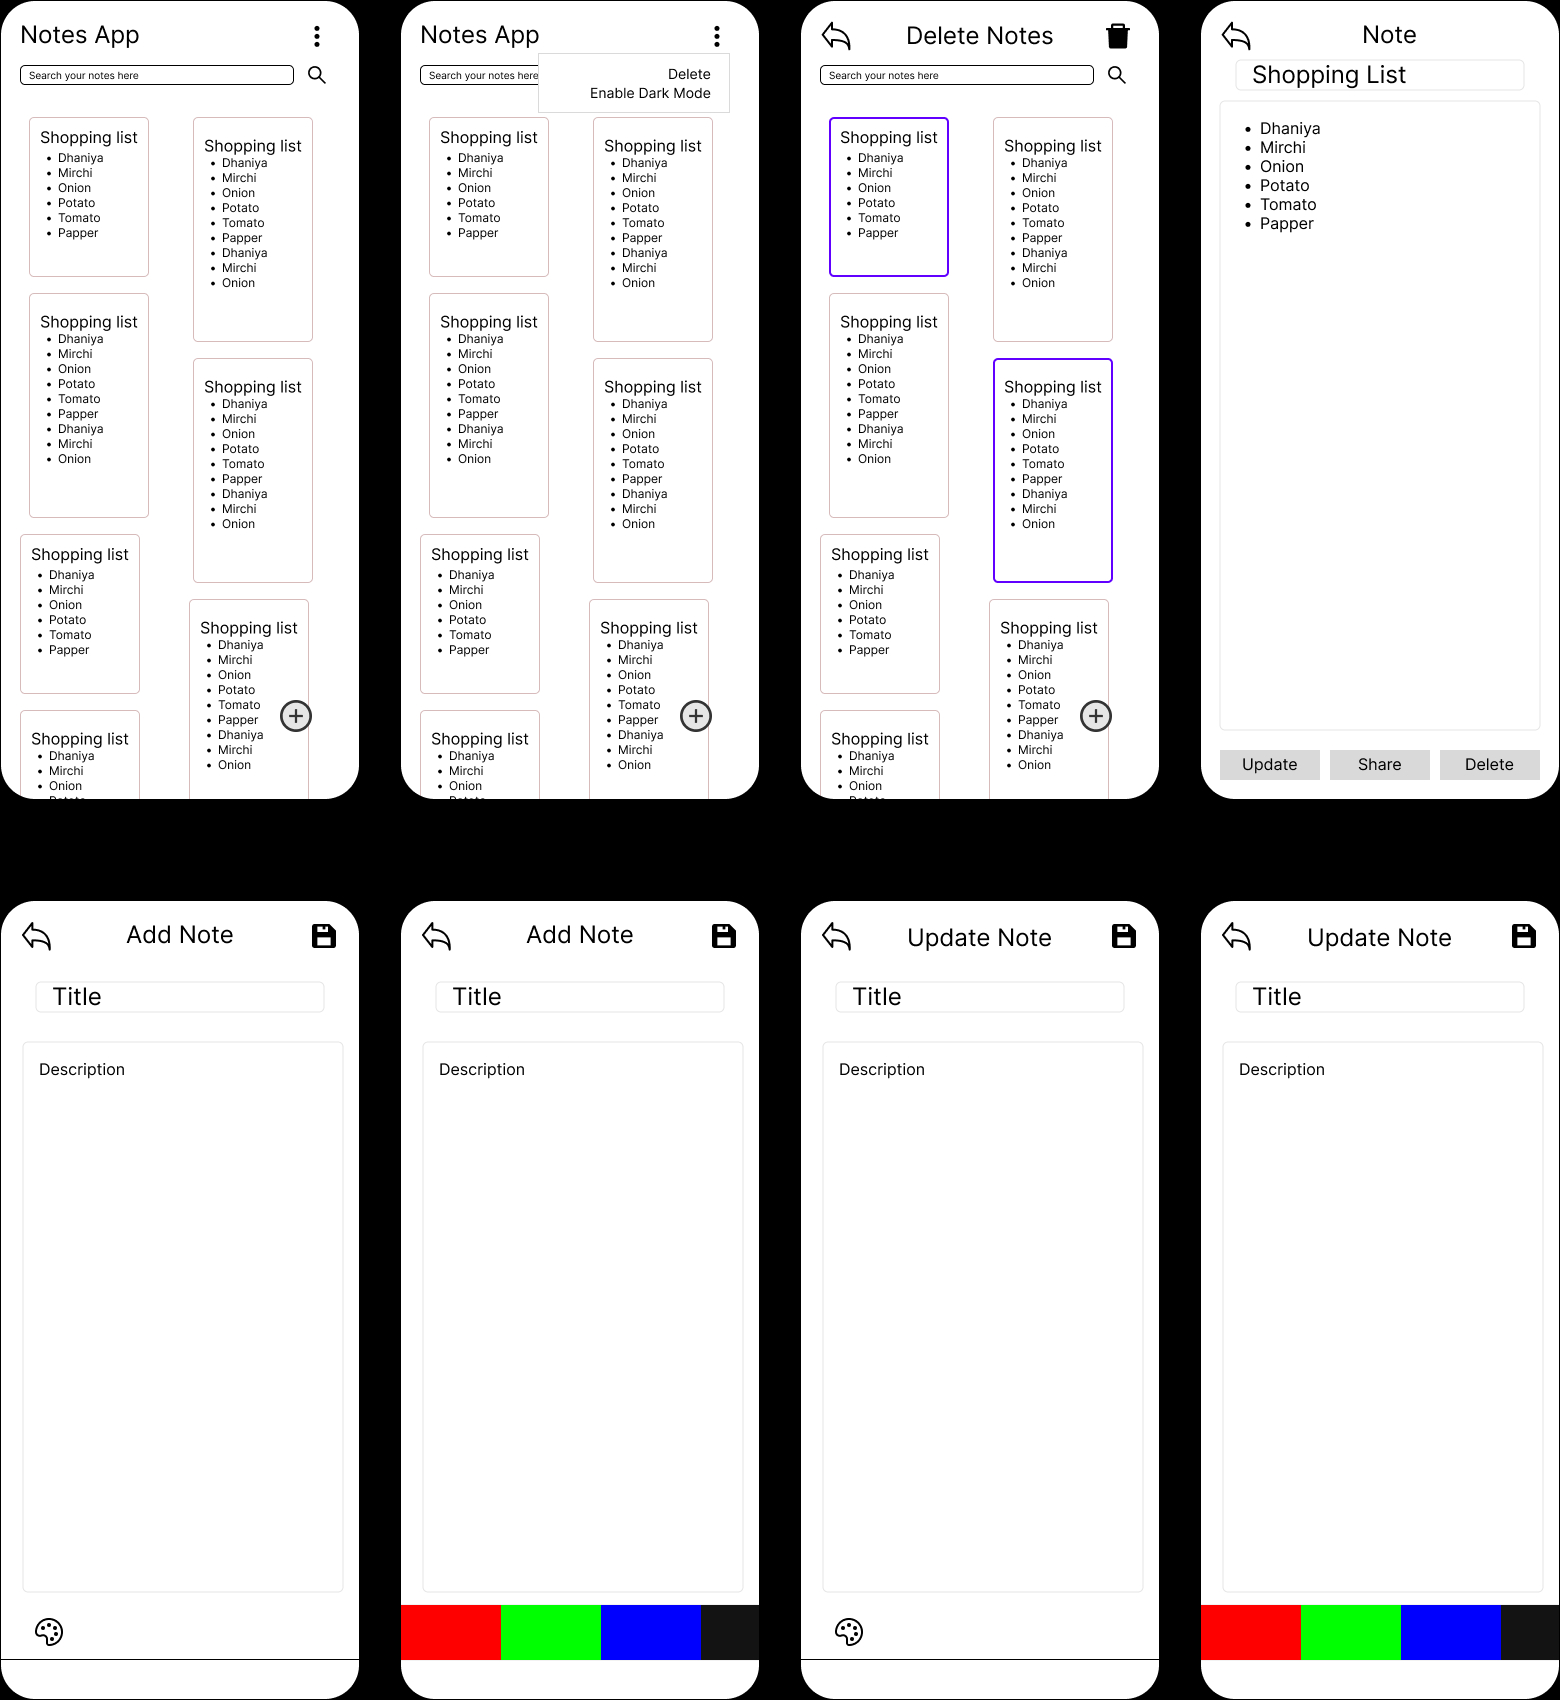 Notes App
Search your notes here
Shopping list
• Dhaniya
• Mirchi
• Onion
• Potato
• Tomato
• Papper
Shopping list
• Dhaniya
• Mirchi
• Onion
• Potato
• Tomato
• Papper
• Dhaniya
• Mirchi
• Onion
Shopping list
• Dhaniya
• Mirchi
• Onion
• Potato
• Tomato
• Papper
• Dhaniya
• Mirchi
• Onion
Shopping list
• Dhaniya
• Mirchi
• Onion
• Potato
• Tomato
• Papper
• Dhaniya
• Mirchi
• Onion
Shopping list
• Dhaniya
• Mirchi
• Onion
• Potato
• Tomato
• Papper
Shopping list
• Dhaniya
• Mirchi
• Onion
• Potato
• Tomato
• Papper
• Dhaniya
• Mirchi
• Onion
Shopping list
• Dhaniya
• Mirchi
• Onion
Notes App
Delete
Enable Dark Mode
Search your notes here
Shopping list
• Dhaniya
• Mirchi
• Onion
• Potato
• Tomato
• Papper
Shopping list
• Dhaniya
• Mirchi
• Onion
• Potato
• Tomato
• Papper
• Dhaniya
• Mirchi
• Onion
Shopping list
• Dhaniya
• Mirchi
• Onion
• Potato
• Tomato
• Papper
• Dhaniya
• Mirchi
• Onion
Shopping list
• Dhaniya
• Mirchi
• Onion
• Potato
• Tomato
• Papper
• Dhaniya
• Mirchi
• Onion
Shopping list
• Dhaniya
• Mirchi
• Onion
• Potato
• Tomato
• Papper
Shopping list
• Dhaniya
• Mirchi
• Onion
• Potato
• Tomato
• Papper
• Dhaniya
• Mirchi
• Onion
Shopping list
• Dhaniya
• Mirchi
• Onion
Delete Notes
Search your notes here
Shopping list
• Dhaniya
• Mirchi
• Onion
• Potato
• Tomato
• Papper
Shopping list
• Dhaniya
• Mirchi
• Onion
• Potato
• Tomato
• Papper
• Dhaniya
• Mirchi
• Onion
Shopping list
• Dhaniya
• Mirchi
• Onion
• Potato
• Tomato
• Papper
• Dhaniya
• Mirchi
• Onion
Shopping list
• Dhaniya
• Mirchi
• Onion
• Potato
• Tomato
• Papper
• Dhaniya
• Mirchi
• Onion
Shopping list
• Dhaniya
• Mirchi
• Onion
• Potato
• Tomato
• Papper
Shopping list
• Dhaniya
• Mirchi
• Onion
• Potato
• Tomato
• Papper
• Dhaniya
• Mirchi
• Onion
Shopping list
• Dhaniya
• Mirchi
• Onion
Note
Shopping List
• Dhaniya
• Mirchi
• Onion
• Potato
• Tomato
• Papper
Update Share Delete
Add Note
Title
Description
Add Note
Title
Description
Update Note
Title
Description
Update Note
Title
Description